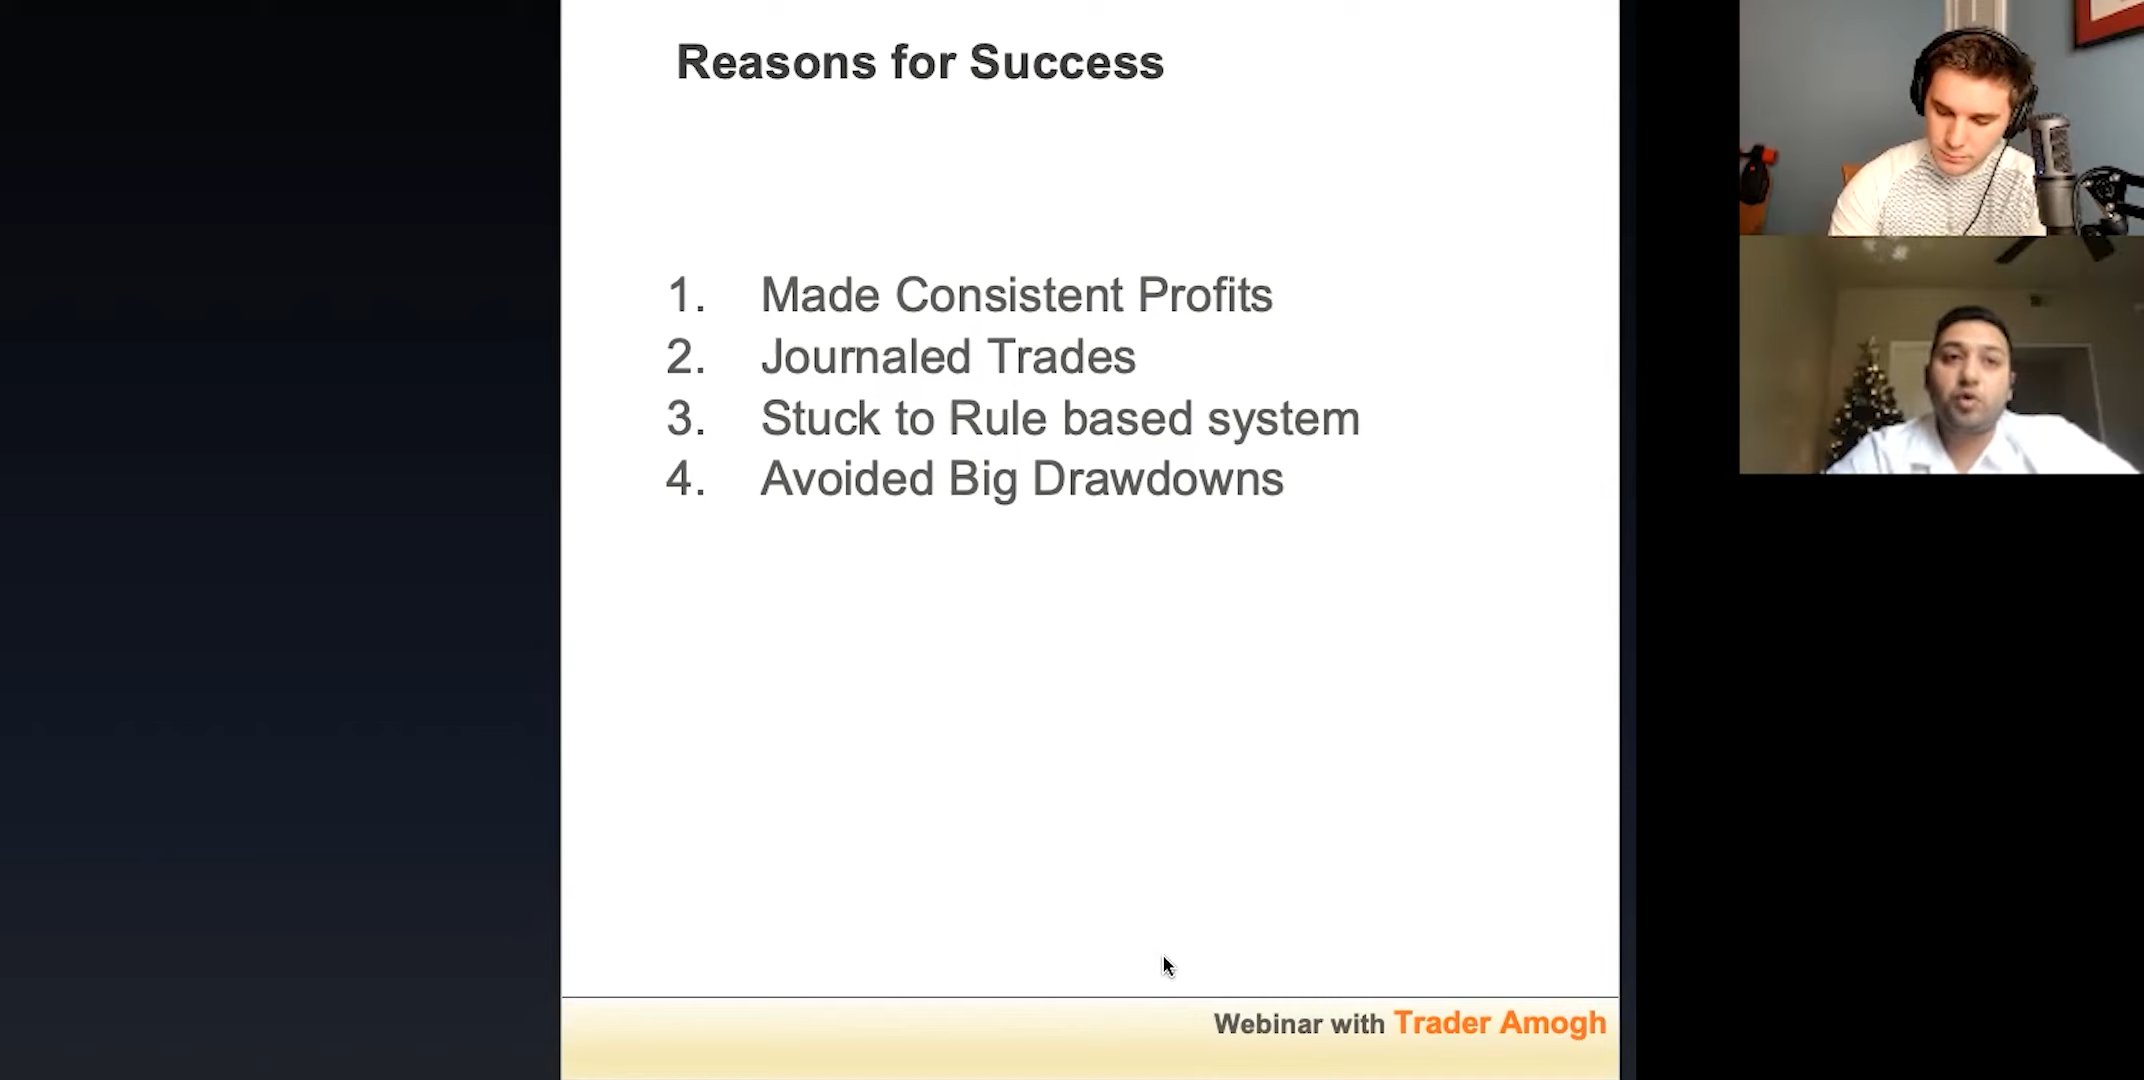 Reasons for Success
1. Made Consistent Profits
2. Journaled Trades
3. Stuck to Rule based system
4. Avoided Big Drawdowns
Webinar with Trader Amogh